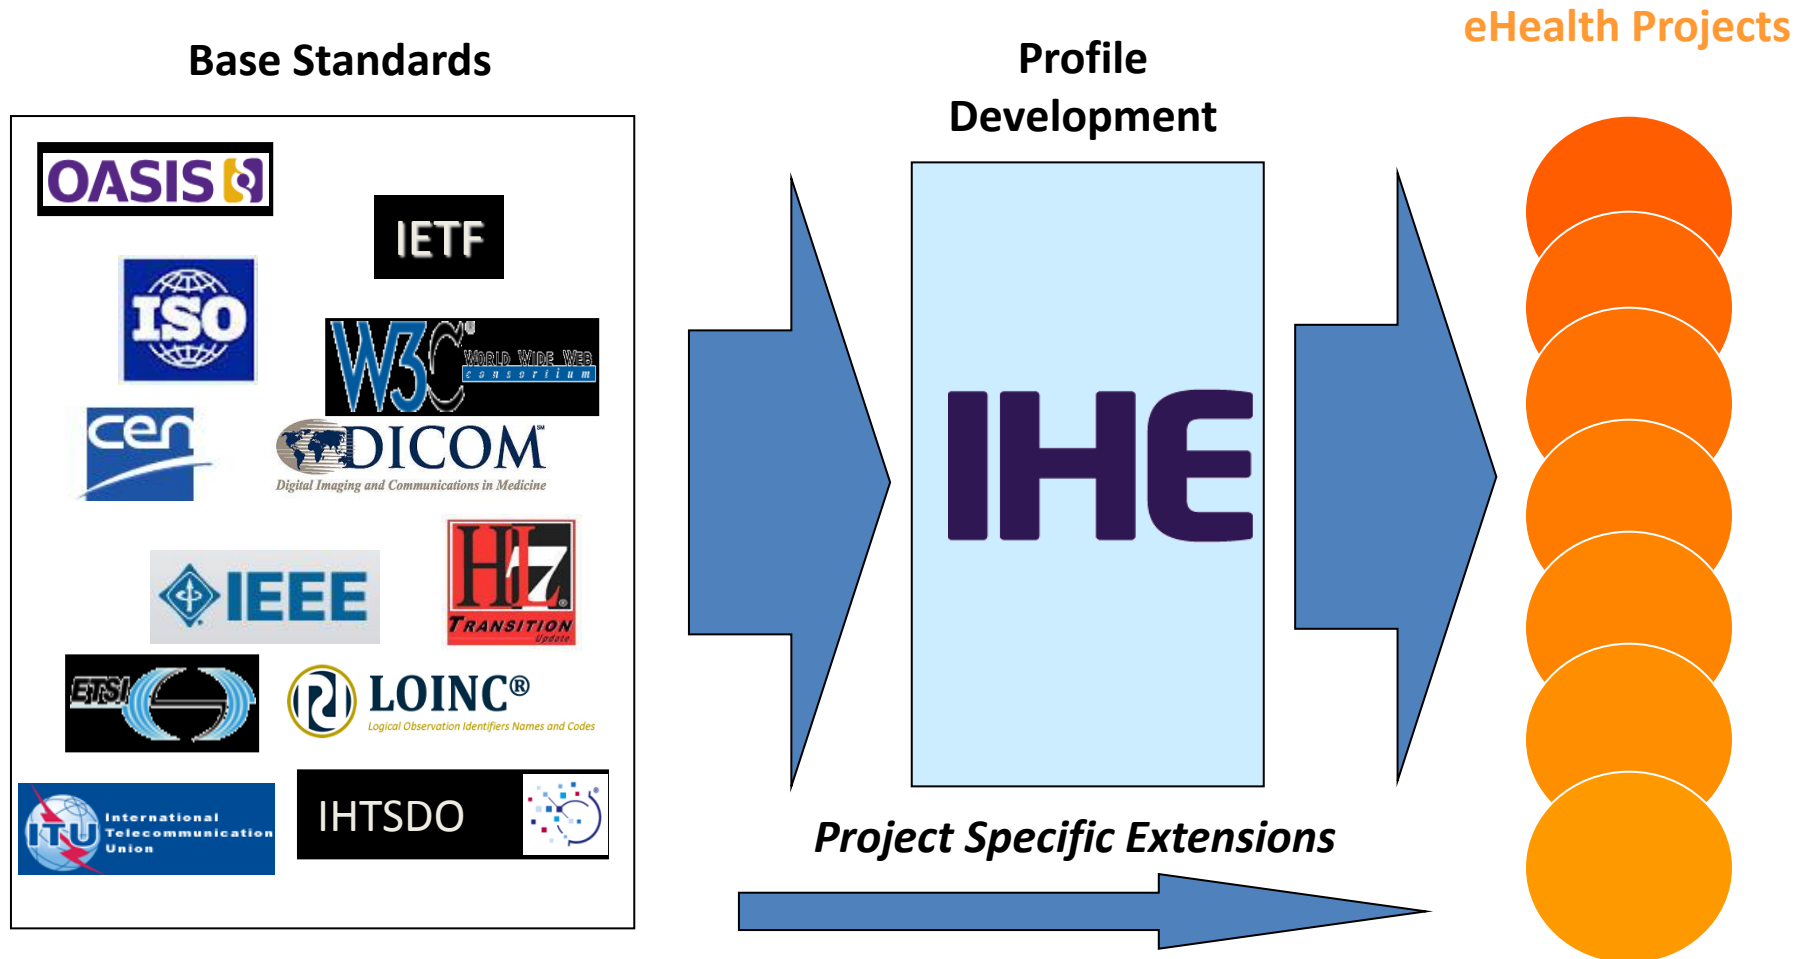 eHealth Projects
Base Standards
Profile
Development
OASIS
IETF
ISO
W3C®
WORLD WIDE WEB
consortium
cen
DICOM℠
Digital Imaging and Communications in Medicine
IHE
IEEE
HL7®
TRANSITION
Update
ETSI
LOINC®
Logical Observation Identifiers Names and Codes
ITU
International
Telecommunication
Union
IHTSDO
®
Project Specific Extensions